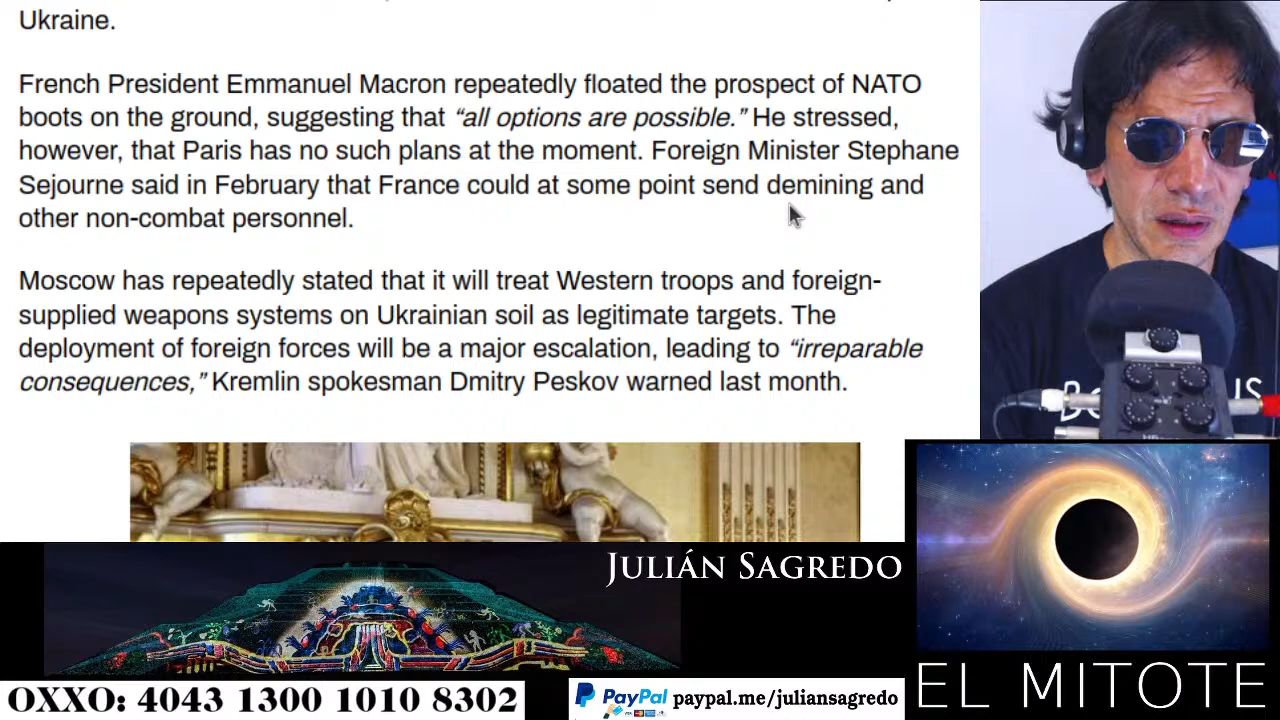 Ukraine.
French President Emmanuel Macron repeatedly floated the prospect of NATO
boots on the ground, suggesting that “all options are possible.” He stressed,
however, that Paris has no such plans at the moment. Foreign Minister Stephane
Sejourne said in February that France could at some point send demining and
other non-combat personnel.
Moscow has repeatedly stated that it will treat Western troops and foreign-
supplied weapons systems on Ukrainian soil as legitimate targets. The
deployment of foreign forces will be a major escalation, leading to “irreparable
consequences,” Kremlin spokesman Dmitry Peskov warned last month.
JULIÁN SAGREDO
OXXO: 4043 1300 1010 8302
PayPal paypal.me/juliansagredo
EL MITOTE